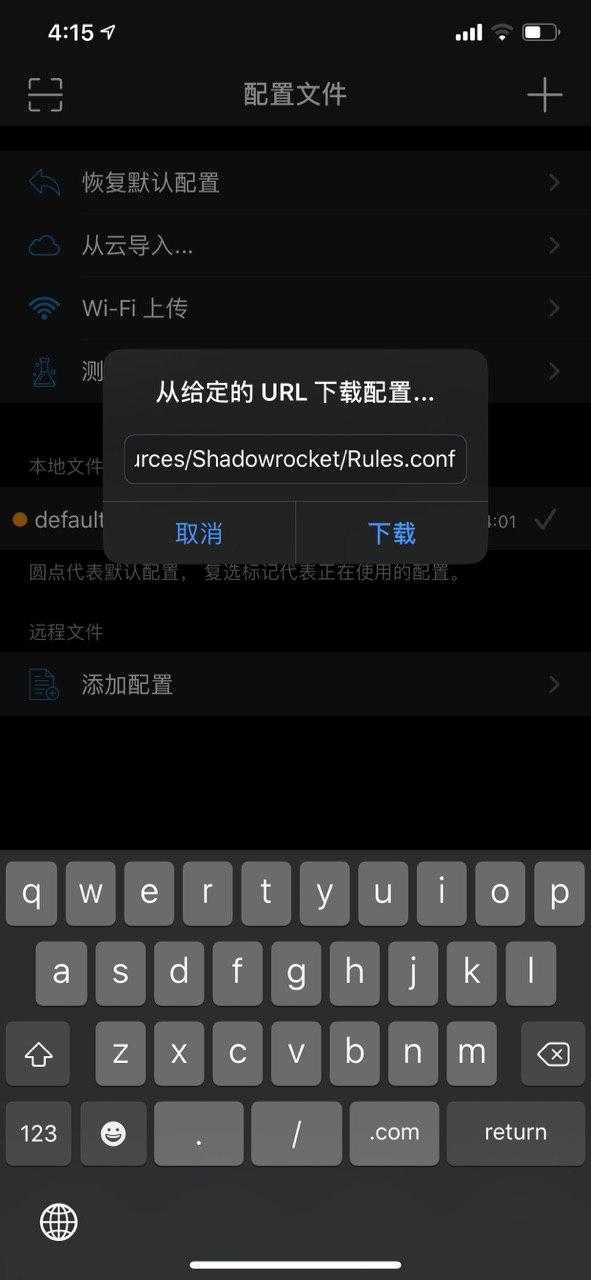 4:15
配置文件
恢复默认配置
从云导入...
Wi-Fi 上传
测
从给定的 URL 下载配置...
rces/Shadowrocket/Rules.conf
取消
下载
本地文件
default
4:01
圆点代表默认配置， 复选标记代表正在使用的配置。
远程文件
添加配置
q w e r t y u i o p
a s d f g h j k l
z x c v b n m
123 . / .com return